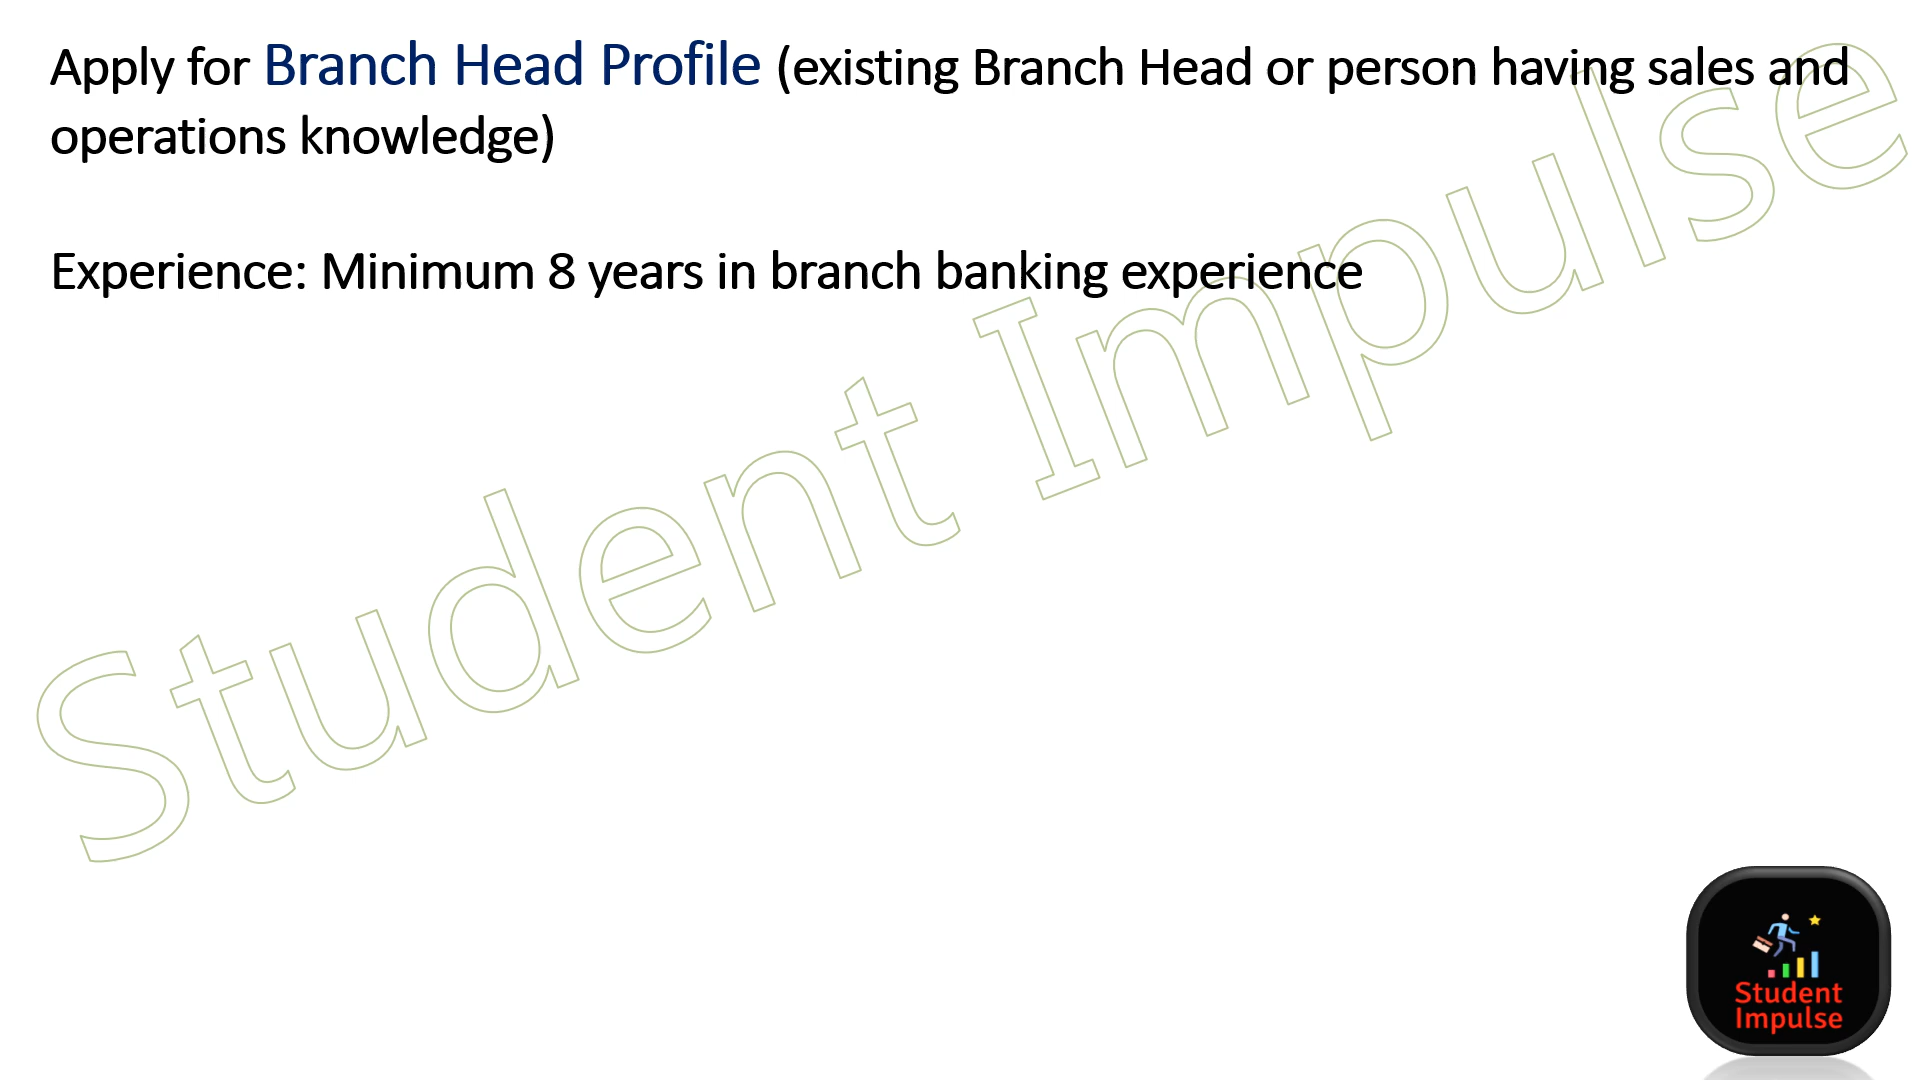 Apply for Branch Head Profile (existing Branch Head or person having sales and
operations knowledge)
Experience: Minimum 8 years in branch banking experience
Student Impulse
Student
Impulse